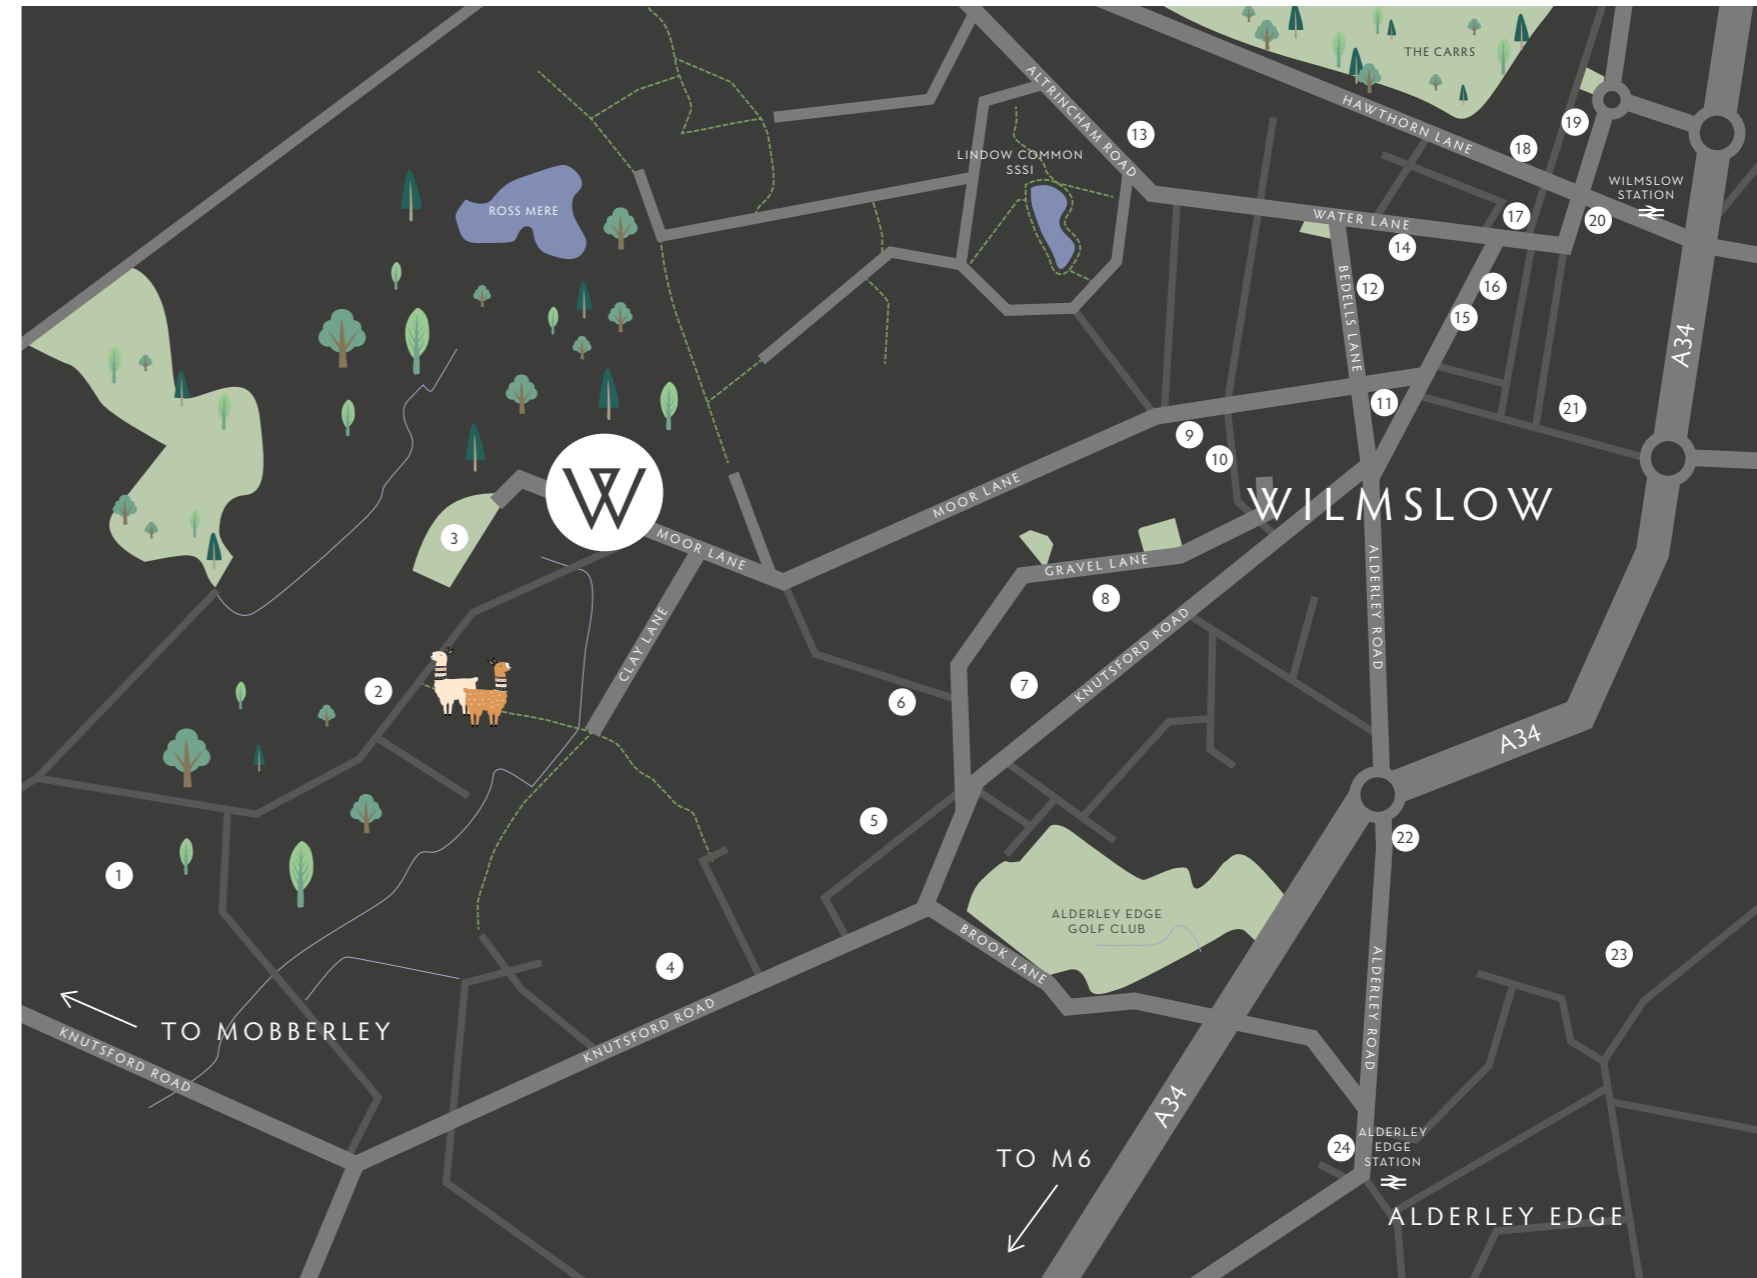 THE CARRS
ALTRINCHAM ROAD
HAWTHORN LANE
13
19
18
LINDOW COMMON
SSSI
WILMSLOW
STATION
ROSS MERE
WATER LANE
17
20
14
BEDELLS LANE
12
16
15
A34
11
21
9
10
W
MOOR LANE
WILMSLOW
3
MOOR LANE
GRAVEL LANE
8
ALDERLEY ROAD
CLAY LANE
KNUTSFORD ROAD
2
7
6
A34
5
22
1
ALDERLEY EDGE
GOLF CLUB
BROOK LANE
23
4
ALDERLEY ROAD
TO MOBBERLEY
KNUTSFORD ROAD
KNUTSFORD ROAD
A34
24
ALDERLEY
EDGE
STATION
TO M6
ALDERLEY EDGE